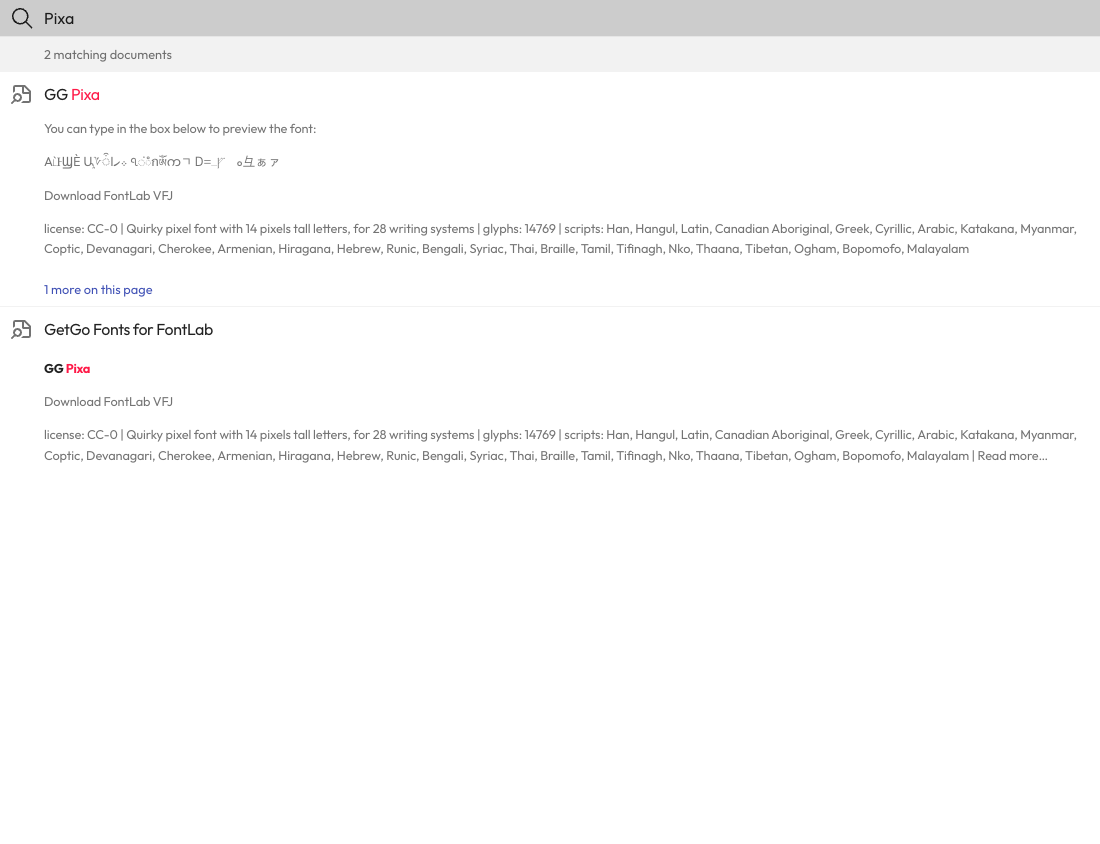 Pixa
2 matching documents
GG Pixa
You can type in the box below to preview the font:
Download FontLab VFJ
license: CC-0 | Quirky pixel font with 14 pixels tall letters, for 28 writing systems | glyphs: 14769 | scripts: Han, Hangul, Latin, Canadian Aboriginal, Greek, Cyrillic, Arabic, Katakana, Myanmar,
Coptic, Devanagari, Cherokee, Armenian, Hiragana, Hebrew, Runic, Bengali, Syriac, Thai, Braille, Tamil, Tifinagh, Nko, Thaana, Tibetan, Ogham, Bopomofo, Malayalam
1 more on this page
GetGo Fonts for FontLab
GG Pixa
Download FontLab VFJ
license: CC-0 | Quirky pixel font with 14 pixels tall letters, for 28 writing systems | glyphs: 14769 | scripts: Han, Hangul, Latin, Canadian Aboriginal, Greek, Cyrillic, Arabic, Katakana, Myanmar,
Coptic, Devanagari, Cherokee, Armenian, Hiragana, Hebrew, Runic, Bengali, Syriac, Thai, Braille, Tamil, Tifinagh, Nko, Thaana, Tibetan, Ogham, Bopomofo, Malayalam | Read more…